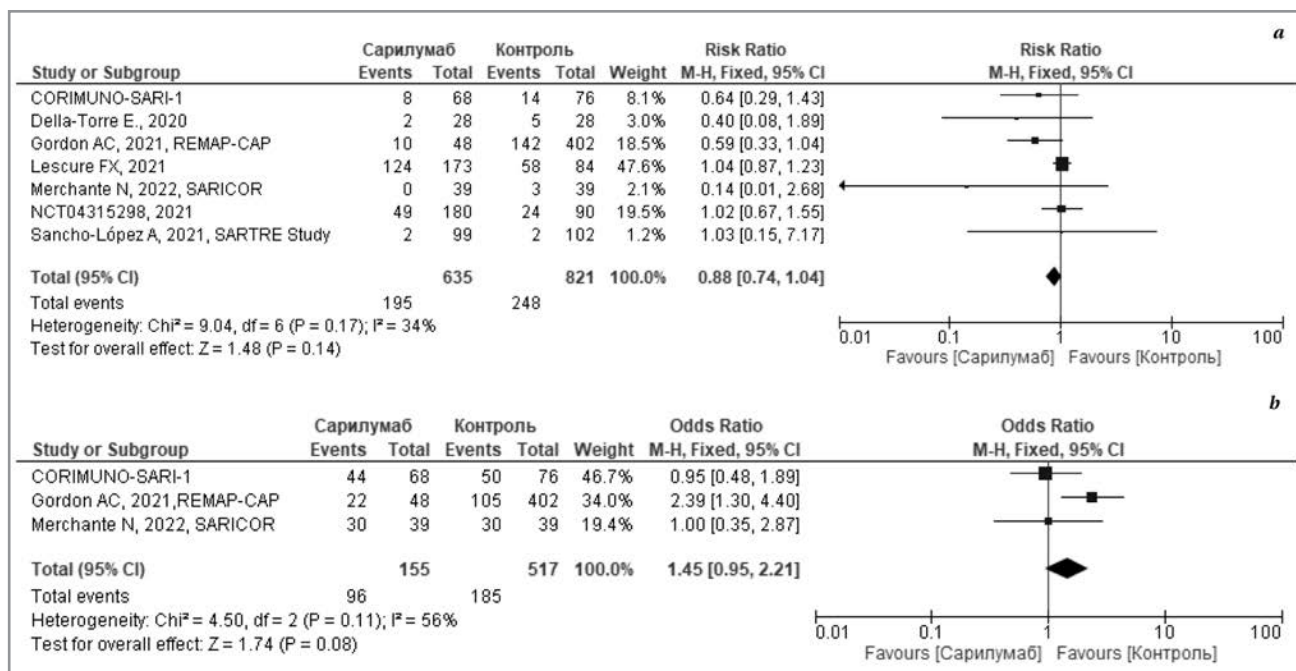 a
Сарилумаб Контроль Risk Ratio Risk Ratio
Study or Subgroup Events Total Events Total Weight M-H, Fixed, 95% CI M-H, Fixed, 95% CI
CORIMUNO-SARI-1 8 68 14 76 8.1% 0.64 [0.29, 1.43]
Della-Torre E., 2020 2 28 5 28 3.0% 0.40 [0.08, 1.89]
Gordon AC, 2021, REMAP-CAP 10 48 142 402 18.5% 0.59 [0.33, 1.04]
Lescure FX, 2021 124 173 58 84 47.6% 1.04 [0.87, 1.23]
Merchante N, 2022, SARICOR 0 39 3 39 2.1% 0.14 [0.01, 2.68]
NCT04315298, 2021 49 180 24 90 19.5% 1.02 [0.67, 1.55]
Sancho-López A, 2021, SARTRE Study 2 99 2 102 1.2% 1.03 [0.15, 7.17]
Total (95% CI) 635 821 100.0% 0.88 [0.74, 1.04]
Total events 195 248
Heterogeneity: Chi² = 9.04, df = 6 (P = 0.17); I² = 34%
Test for overall effect: Z = 1.48 (P = 0.14)
0.01 0.1 1 10 100
Favours [Сарилумаб] Favours [Контроль]
b
Сарилумаб Контроль Odds Ratio Odds Ratio
Study or Subgroup Events Total Events Total Weight M-H, Fixed, 95% CI M-H, Fixed, 95% CI
CORIMUNO-SARI-1 44 68 50 76 46.7% 0.95 [0.48, 1.89]
Gordon AC, 2021,REMAP-CAP 22 48 105 402 34.0% 2.39 [1.30, 4.40]
Merchante N, 2022, SARICOR 30 39 30 39 19.4% 1.00 [0.35, 2.87]
Total (95% CI) 155 517 100.0% 1.45 [0.95, 2.21]
Total events 96 185
Heterogeneity: Chi² = 4.50, df = 2 (P = 0.11); I² = 56%
Test for overall effect: Z = 1.74 (P = 0.08)
0.01 0.1 1 10 100
Favours [Сарилумаб] Favours [Контроль]